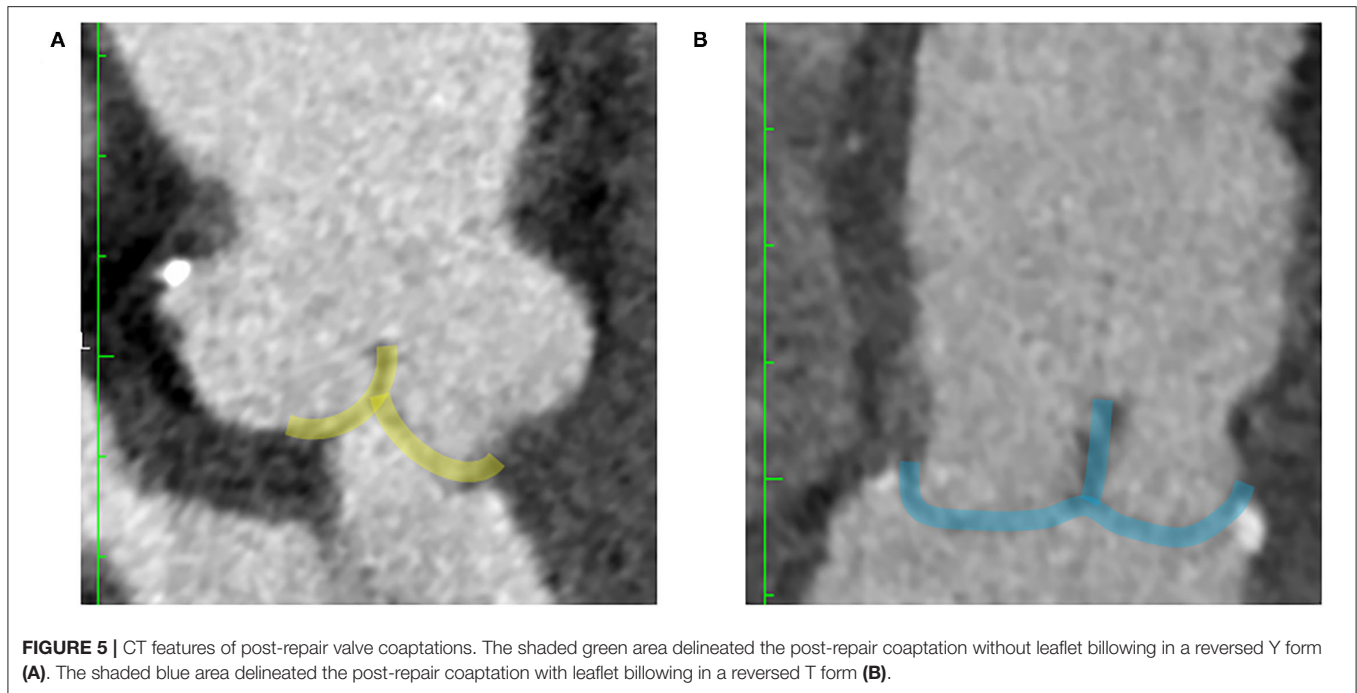 A
B
FIGURE 5 | CT features of post-repair valve coaptations. The shaded green area delineated the post-repair coaptation without leaflet billowing in a reversed Y form
(A). The shaded blue area delineated the post-repair coaptation with leaflet billowing in a reversed T form (B).